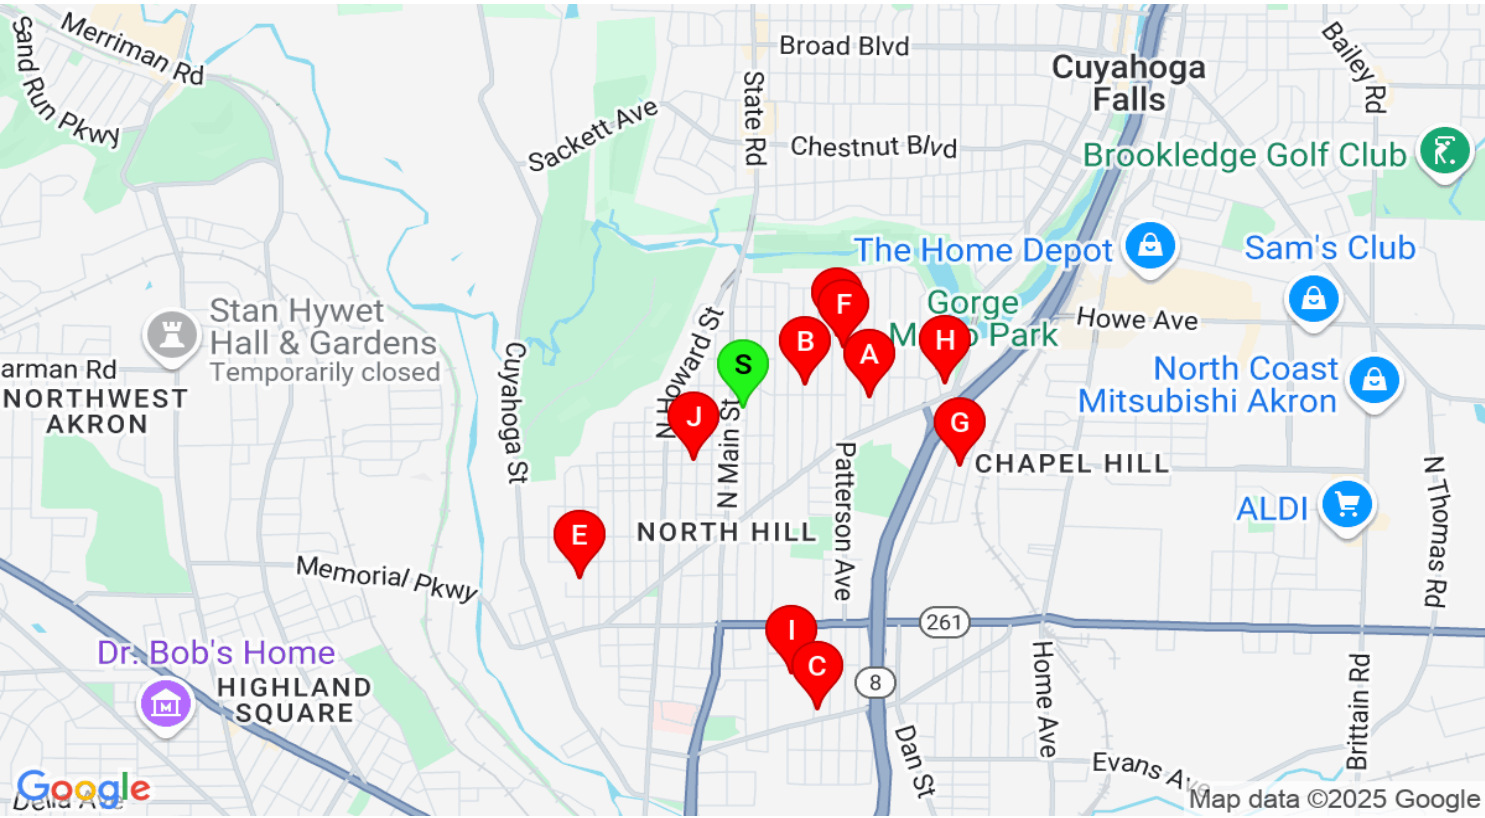 Merriman Rd
Sand Run Pkwy
Broad Blvd
Cuyahoga
Falls
Bailey Rd
State Rd
Sackett Ave
Chestnut Blvd
Brookledge Golf Club
The Home Depot
Sam's Club
Stan Hywet
Hall & Gardens
Temporarily closed
Gorge
M o Park
Howe Ave
F
B
A
H
S
J
G
N Howard St
Cuyahoga St
arman Rd
NORTHWEST
AKRON
North Coast
Mitsubishi Akron
N Main St
Patterson Ave
CHAPEL HILL
N Thomas Rd
ALDI
E
NORTH HILL
Memorial Pkwy
261
I
C
8
Dr. Bob's Home
HIGHLAND
SQUARE
Home Ave
Brittain Rd
Dan St
Evans Ave
Google
Delia Ave
Map data ©2025 Google